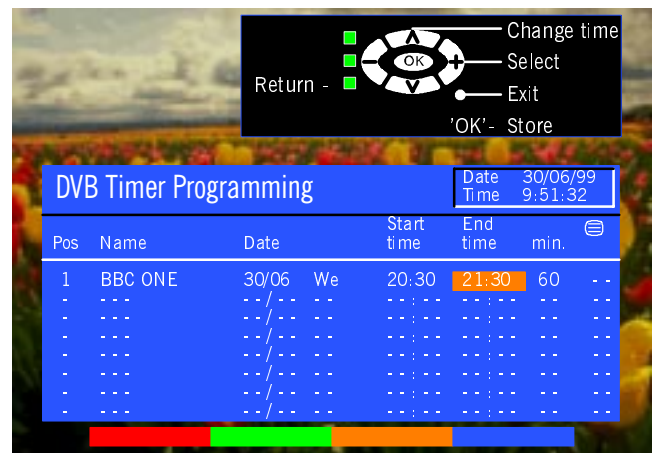 Change time
OK
Select
Return -
Exit
'OK'- Store
DVB Timer Programming
Date 30/06/99
Time 9:51:32
Pos Name Date Start time End time min.
1 BBC ONE 30/06 We 20:30 21:30 60 - -
- - - - - -/- - - - - - : - - - - : - - - - - -
- - - - - -/- - - - - - : - - - - : - - - - - -
- - - - - -/- - - - - - : - - - - : - - - - - -
- - - - - -/- - - - - - : - - - - : - - - - - -
- - - - - -/- - - - - - : - - - - : - - - - - -
- - - - - -/- - - - - - : - - - - : - - - - - -
- - - - - -/- - - - - - : - - - - : - - - - - -